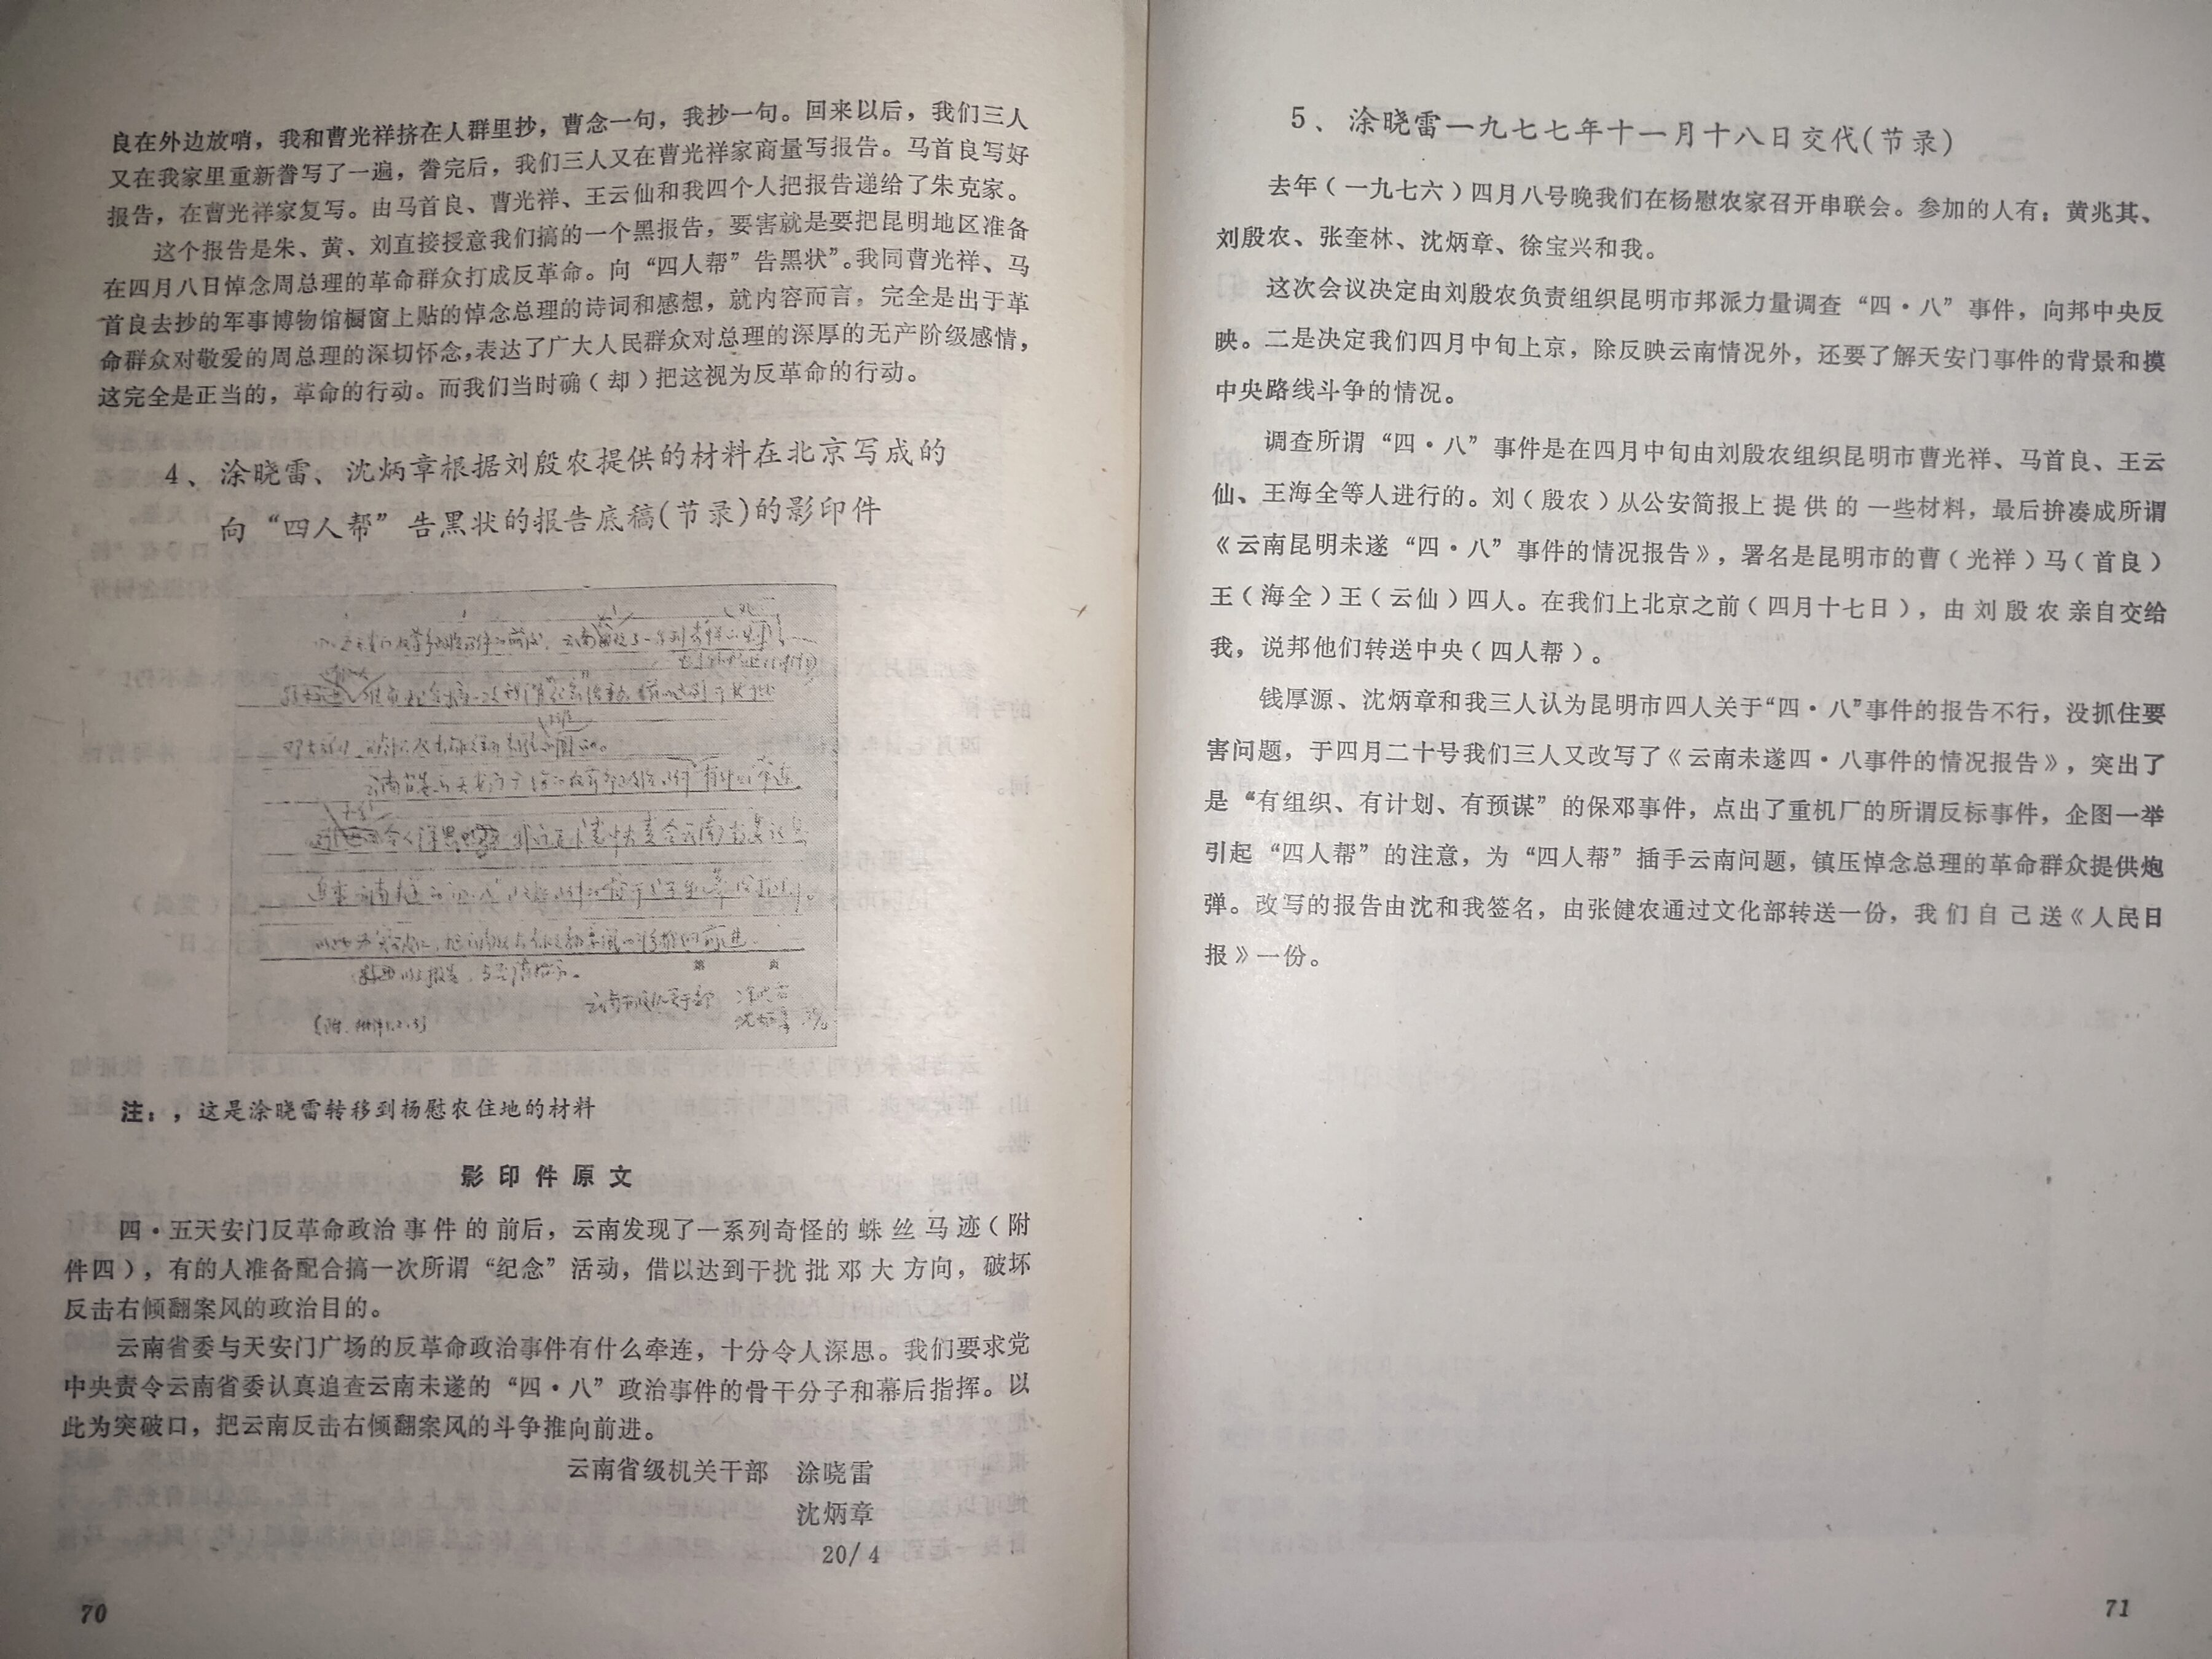 良在外边放哨，我和曹光祥挤在人群里抄，曹念一句，我抄一句。回来以后，我们三人
又在我家里重新誊写了一遍，誊完后，我们三人又在曹光祥家商量写报告。马首良写好
报告，在曹光祥家复写。由马首良、曹光祥、王云仙和我四个人把报告递给了朱克家。
这个报告是朱、黄、刘直接授意我们搞的一个黑报告，要害就是要把昆明地区准备
在四月八日悼念周总理的革命群众打成反革命。向“四人帮”告黑状”。我同曹光祥、马
首良去抄的军事博物馆橱窗上贴的悼念总理的诗词和感想，就内容而言，完全是出于革
命群众对敬爱的周总理的深切怀念，表达了广大人民群众对总理的深厚的无产阶级感情，
这完全是正当的，革命的行动。而我们当时确（却）把这视为反革命的行动。
4、涂晓雷、沈炳章根据刘殷农提供的材料在北京写成的
向“四人帮”告黑状的报告底稿(节录)的影印件
第 页
注：，这是涂晓雷转移到杨慰农住地的材料
影印件原文
四·五天安门反革命政治事件的前后，云南发现了一系列奇怪的蛛丝马迹（附
件四），有的人准备配合搞一次所谓“纪念”活动，借以达到干扰批邓大方向，破坏
反击右倾翻案风的政治目的。
云南省委与天安门广场的反革命政治事件有什么牵连，十分令人深思。我们要求党
中央责令云南省委认真追查云南未遂的“四·八”政治事件的骨干分子和幕后指挥。以
此为突破口，把云南反击右倾翻案风的斗争推向前进。
云南省级机关干部 涂晓雷
沈炳章
20/4
70
5、涂晓雷一九七七年十一月十八日交代(节录)
去年（一九七六）四月八号晚我们在杨慰农家召开串联会。参加的人有：黄兆其、
刘殷农、张奎林、沈炳章、徐宝兴和我。
这次会议决定由刘殷农负责组织昆明市邦派力量调查“四·八”事件，向邦中央反
映。二是决定我们四月中旬上京，除反映云南情况外，还要了解天安门事件的背景和摸
中央路线斗争的情况。
调查所谓“四·八”事件是在四月中旬由刘殷农组织昆明市曹光祥、马首良、王云
仙、王海全等人进行的。刘（殷农）从公安简报上提供的一些材料，最后拚凑成所谓
《云南昆明未遂“四·八”事件的情况报告》，署名是昆明市的曹（光祥）马（首良）
王（海全）王（云仙）四人。在我们上北京之前（四月十七日），由刘殷农亲自交给
我，说邦他们转送中央（四人帮）。
钱厚源、沈炳章和我三人认为昆明市四人关于“四·八”事件的报告不行，没抓住要
害问题，于四月二十号我们三人又改写了《云南未遂四·八事件的情况报告》，突出了
是“有组织、有计划、有预谋”的保邓事件，点出了重机厂的所谓反标事件，企图一举
引起“四人帮”的注意，为“四人帮”插手云南问题，镇压悼念总理的革命群众提供炮
弹。改写的报告由沈和我签名，由张健农通过文化部转送一份，我们自己送《人民日
报》一份。
71